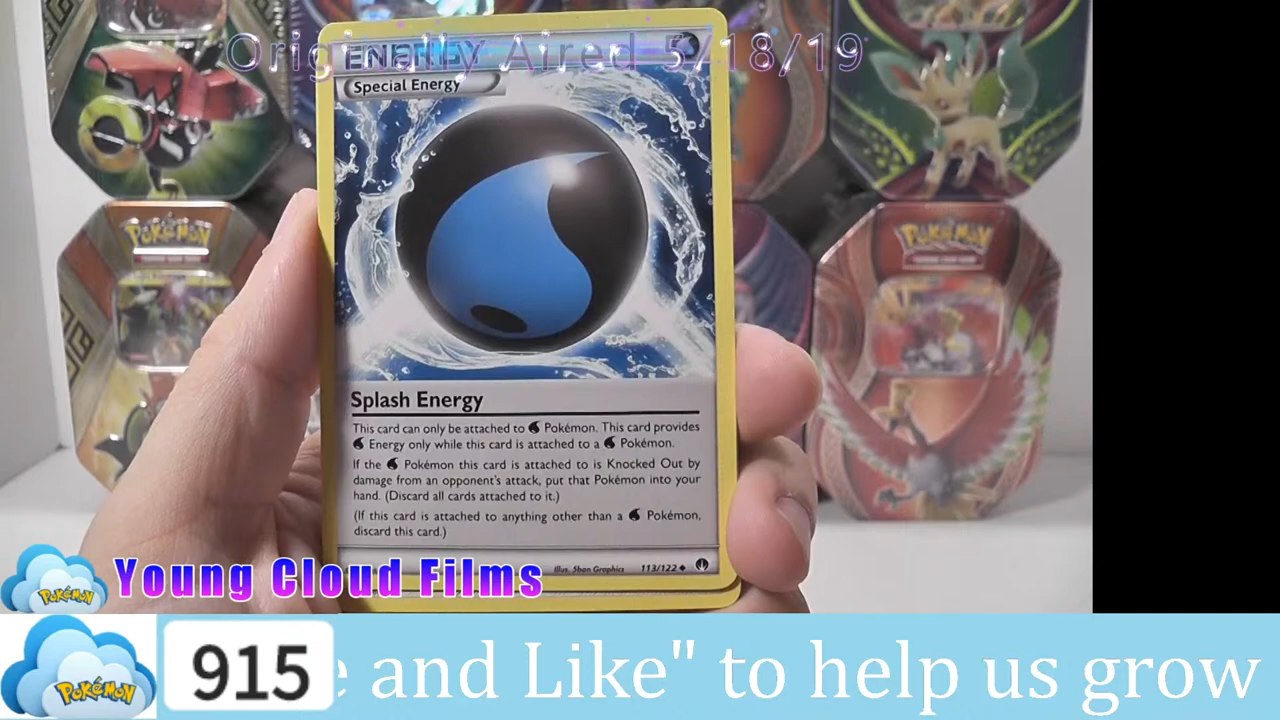 Originally Aired 5/18/19
ENERGY
Special Energy
POKéMON
POKéMON
Splash Energy
This card can only be attached to Pokémon. This card provides
Energy only while this card is attached to a Pokémon.
If the Pokémon this card is attached to is Knocked Out by
damage from an opponent's attack, put that Pokémon into your
hand. (Discard all cards attached to it.)
(If this card is attached to anything other than a Pokémon,
discard this card.)
Illus. 5ban Graphics 113/122
POKéMON
Young Cloud Films
POKéMON
915
and Like" to help us grow